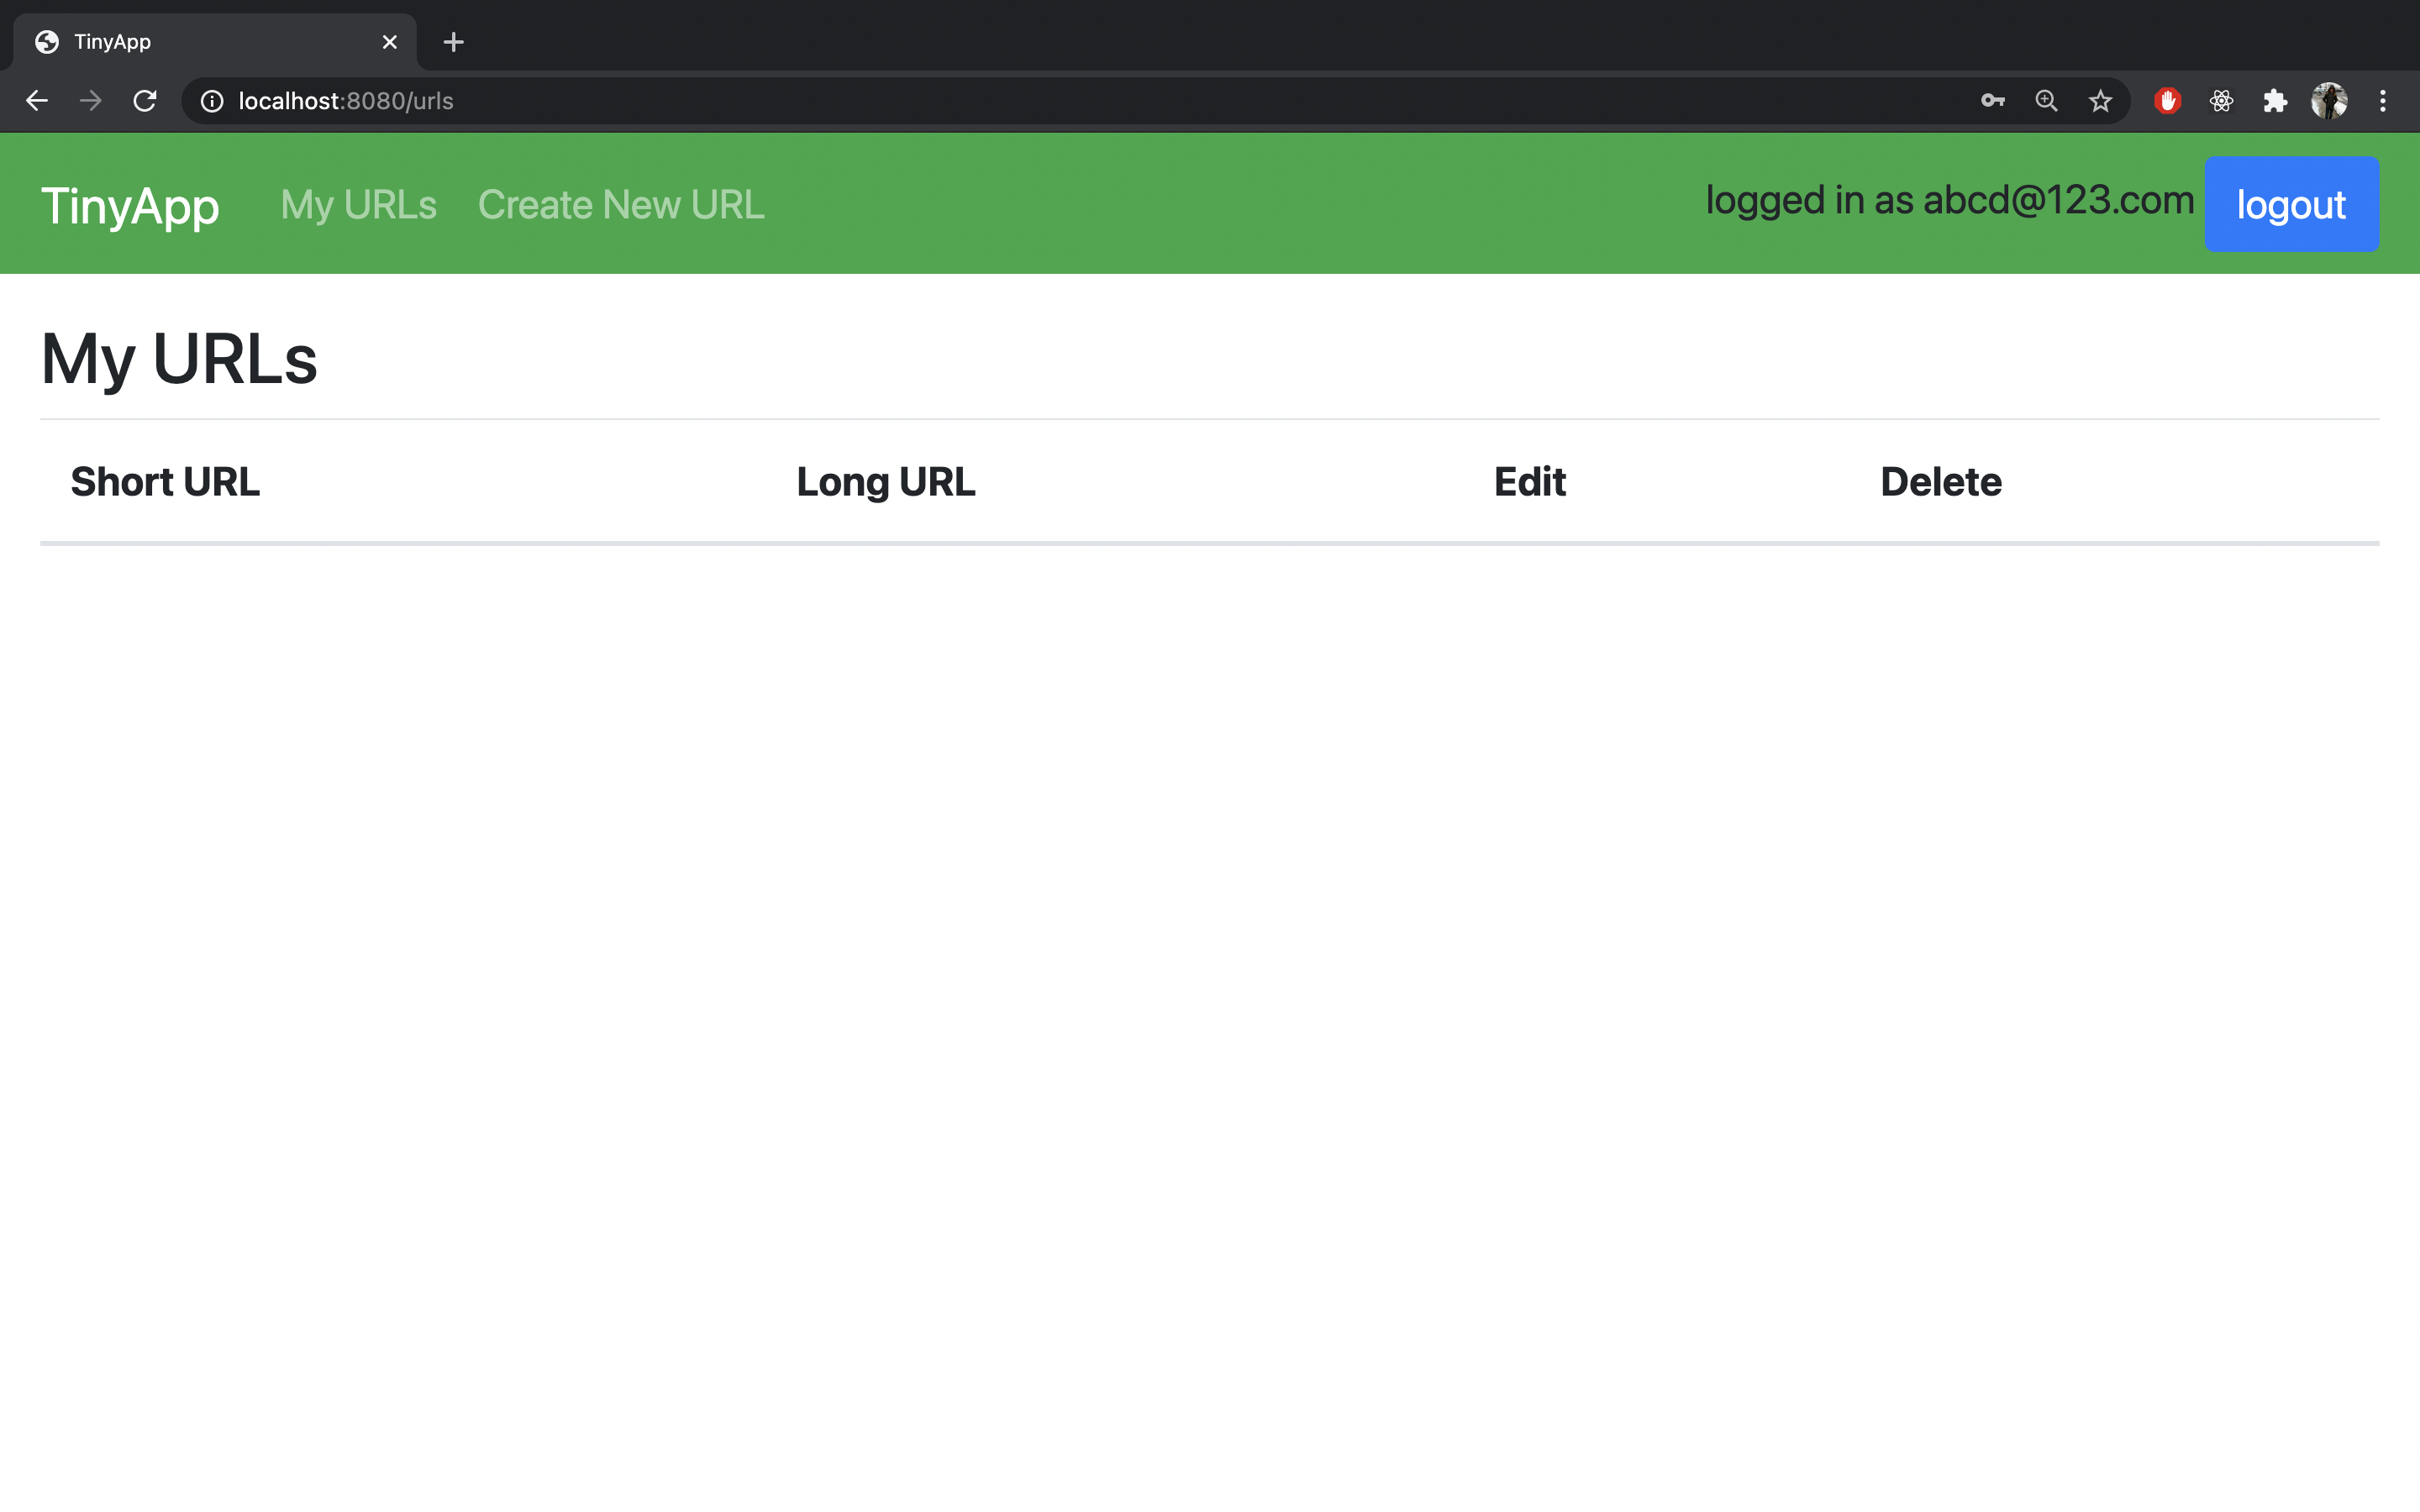 TinyApp
localhost:8080/urls
TinyApp My URLs Create New URL logged in as abcd@123.com logout
My URLs
Short URL Long URL Edit Delete